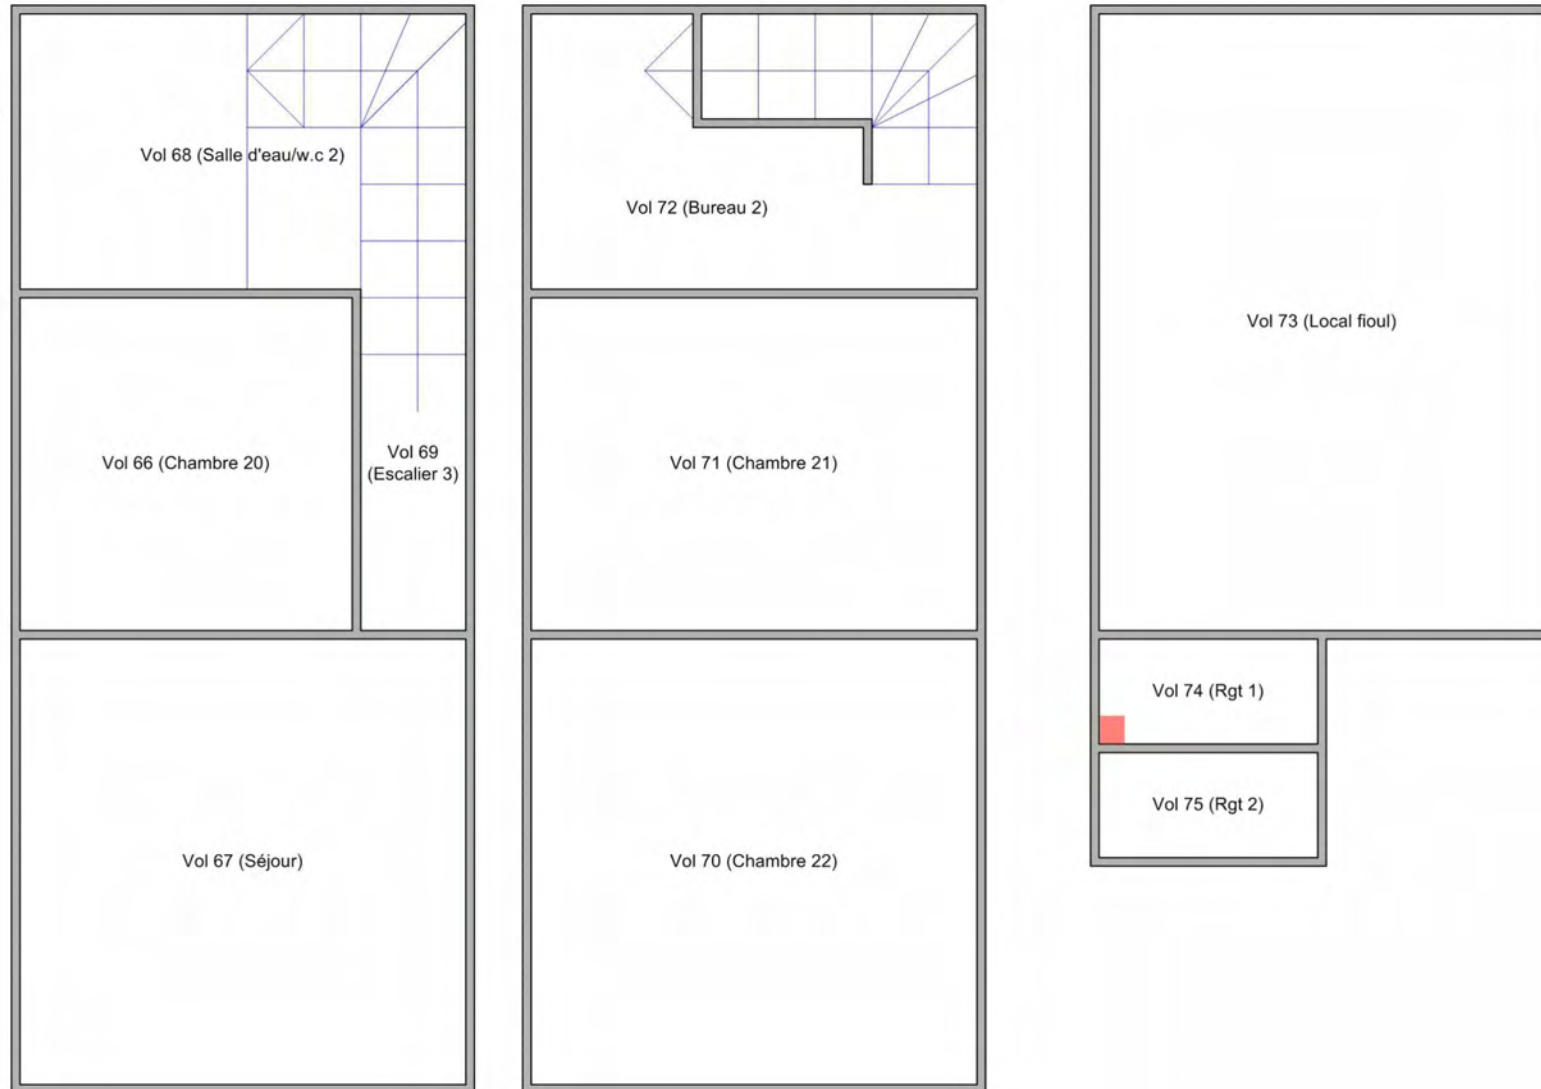 Vol 68 (Salle d'eau/w.c 2)
Vol 66 (Chambre 20)
Vol 69
(Escalier 3)
Vol 67 (Séjour)
Vol 72 (Bureau 2)
Vol 71 (Chambre 21)
Vol 70 (Chambre 22)
Vol 73 (Local fioul)
Vol 74 (Rgt 1)
Vol 75 (Rgt 2)